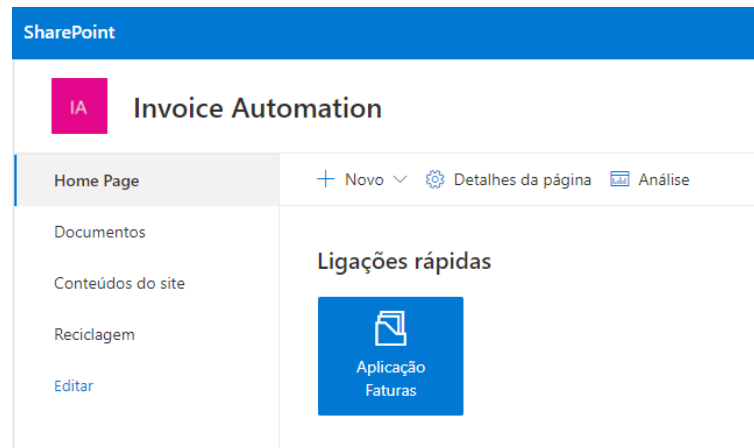 SharePoint
IA
Invoice Automation
Home Page
Novo
Detalhes da página
Análise
Documentos
Conteúdos do site
Reciclagem
Editar
Ligações rápidas
Aplicação
Faturas